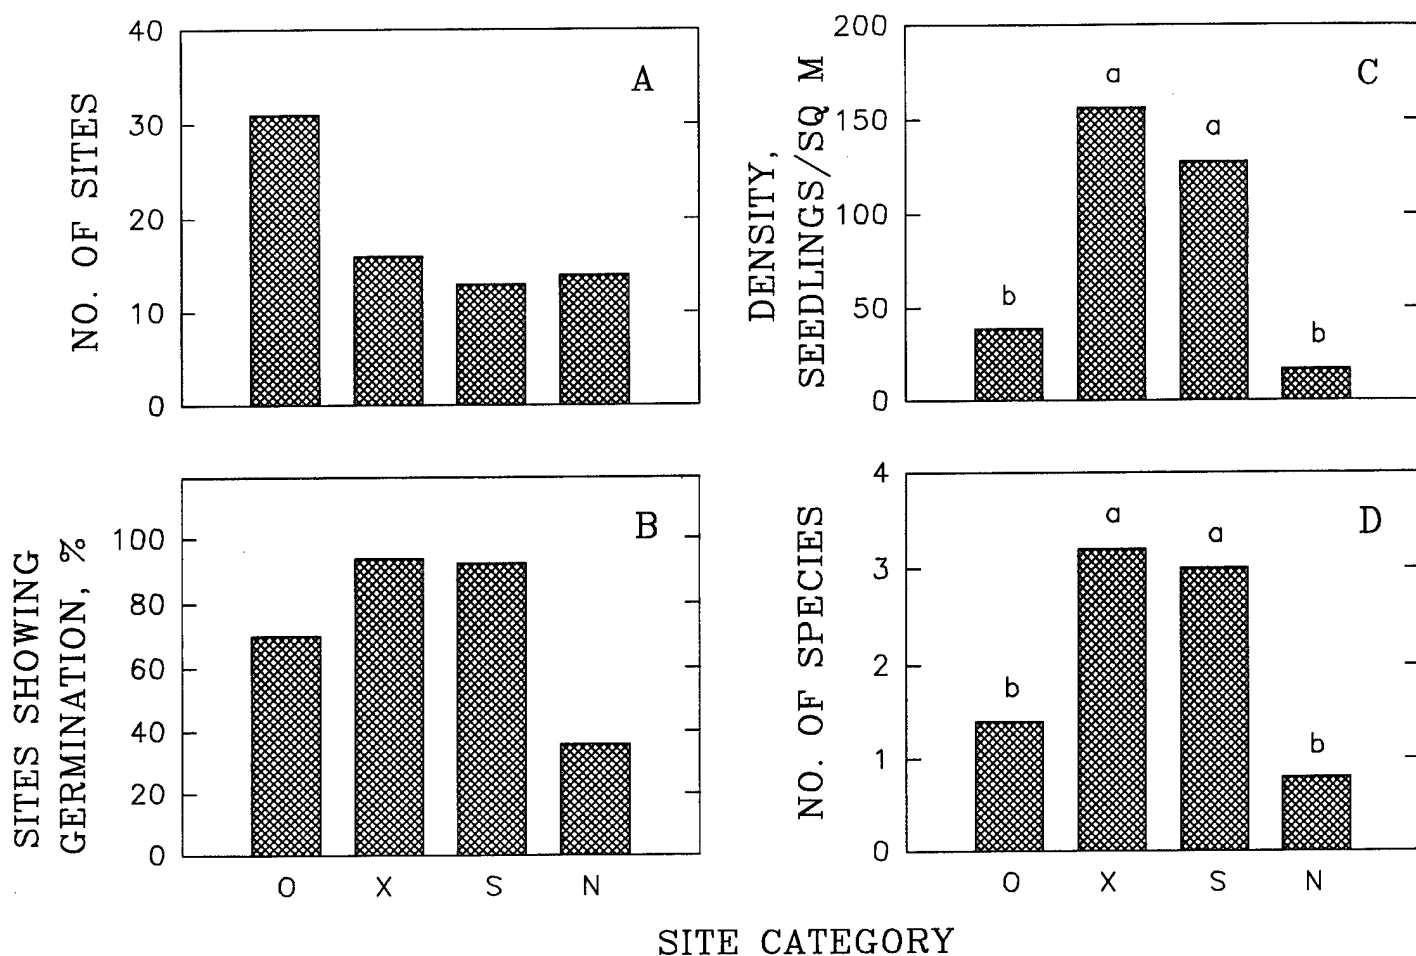 NO. OF SITES
40
30
20
10
0
A
DENSITY,
SEEDLINGS/SQ M
200
150
100
50
0
C
b
a
a
b
SITES SHOWING
GERMINATION, %
100
80
60
40
20
0
B
O X S N
NO. OF SPECIES
4
3
2
1
0
D
b
a
a
b
O X S N
SITE CATEGORY